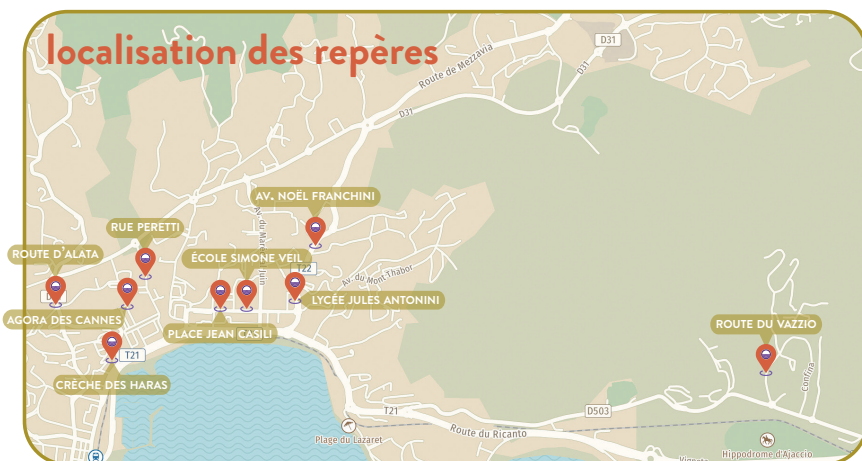 localisation des repères
D31
Route de Mezzavia
D31
D31
AV. NOËL FRANCHINI
RUE PERETTI
ROUTE D'ALATA
ÉCOLE SIMONE VEIL
T22
Av. du Mont Thabor
LYCÉE JULES ANTONINI
AGORA DES CANNES
PLACE JEAN CASILI
ROUTE DU VAZZIO
T21
CRÈCHE DES HARAS
Confina
T21
D503
Route du Ricanto
Plage du Lazaret
Hippodrome d'Ajaccio